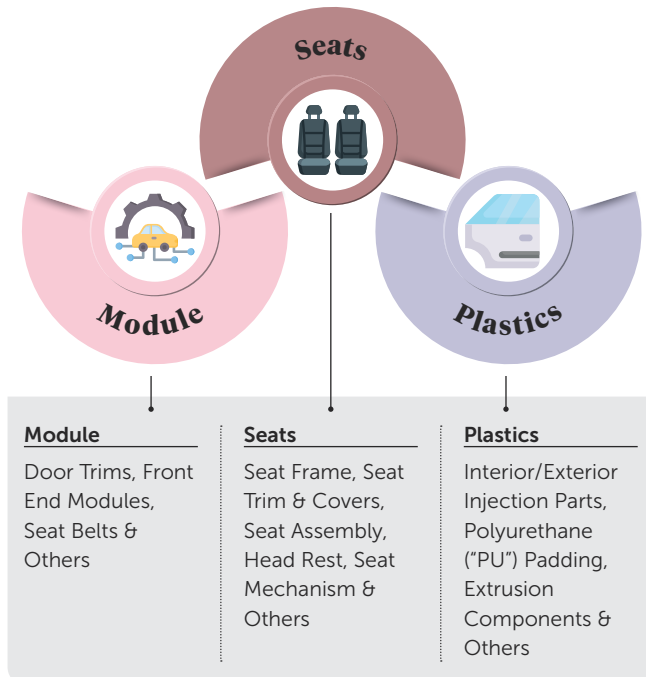 Seats
Module
Plastics
Module
Door Trims, Front
End Modules,
Seat Belts &
Others
Seats
Seat Frame, Seat
Trim & Covers,
Seat Assembly,
Head Rest, Seat
Mechanism &
Others
Plastics
Interior/Exterior
Injection Parts,
Polyurethane
(“PU”) Padding,
Extrusion
Components &
Others